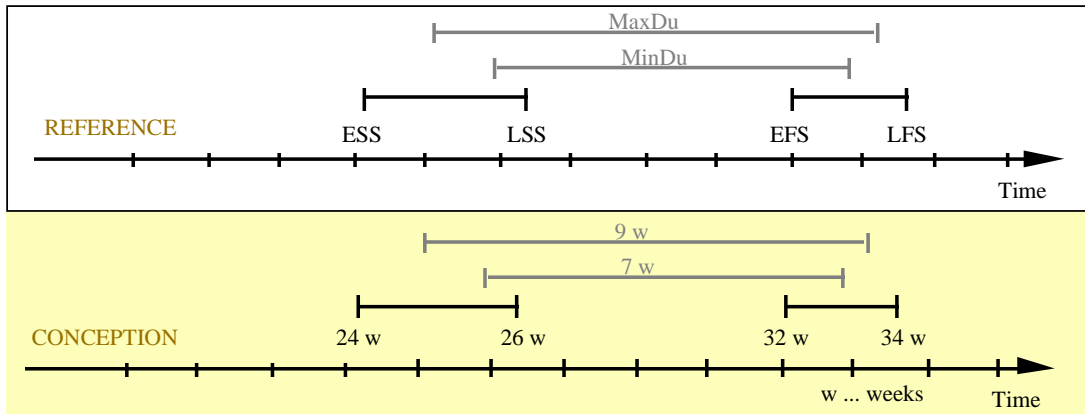 MaxDu
MinDu
REFERENCE
ESS LSS EFS LFS
Time
9 w
7 w
CONCEPTION
24 w 26 w 32 w 34 w
w ... weeks
Time